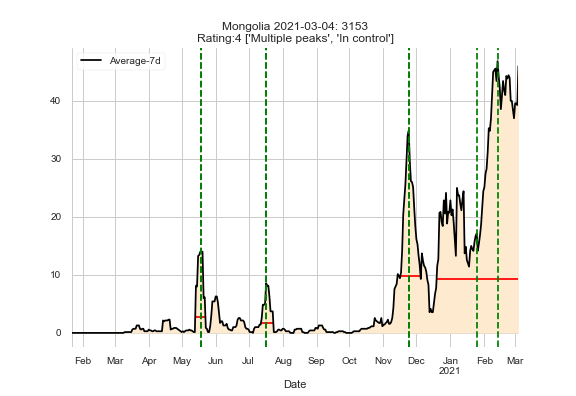 Mongolia 2021-03-04: 3153
Rating:4 ['Multiple peaks', 'In control']
Average-7d
40
30
20
10
0
Feb Mar Apr May Jun Jul Aug Sep Oct Nov Dec Jan Feb Mar
2021
Date